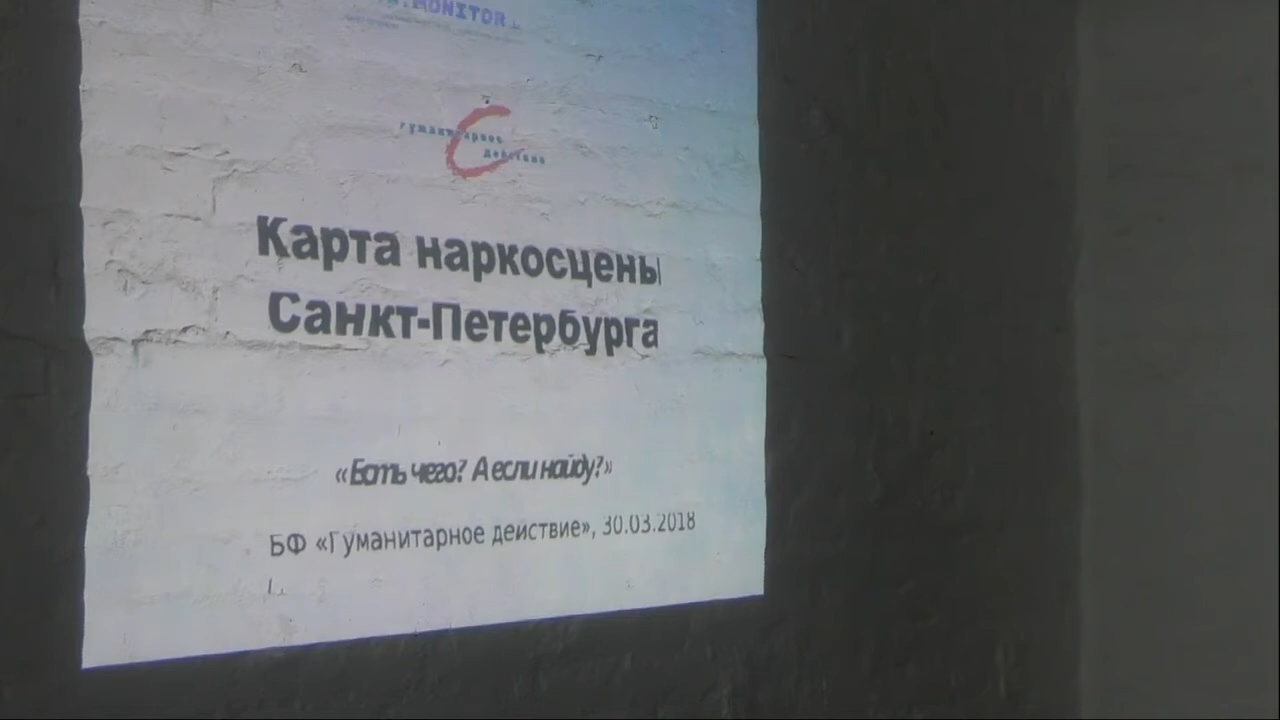 MONITOR
гуманитарное
действие
Карта наркосцены
Санкт-Петербурга
«Есть чего? А если найду?»
БФ «Гуманитарное действие», 30.03.2018